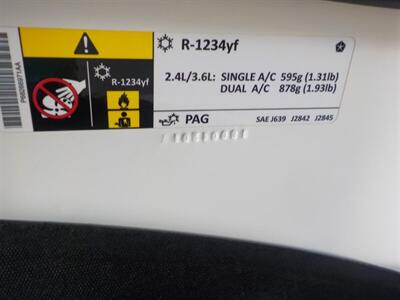 P68289971AA
R-1234yf
R-1234yf
2.4L/3.6L: SINGLE A/C 595g (1.31lb)
DUAL A/C 878g (1.93lb)
PAG
SAE J639 J2842 J2845